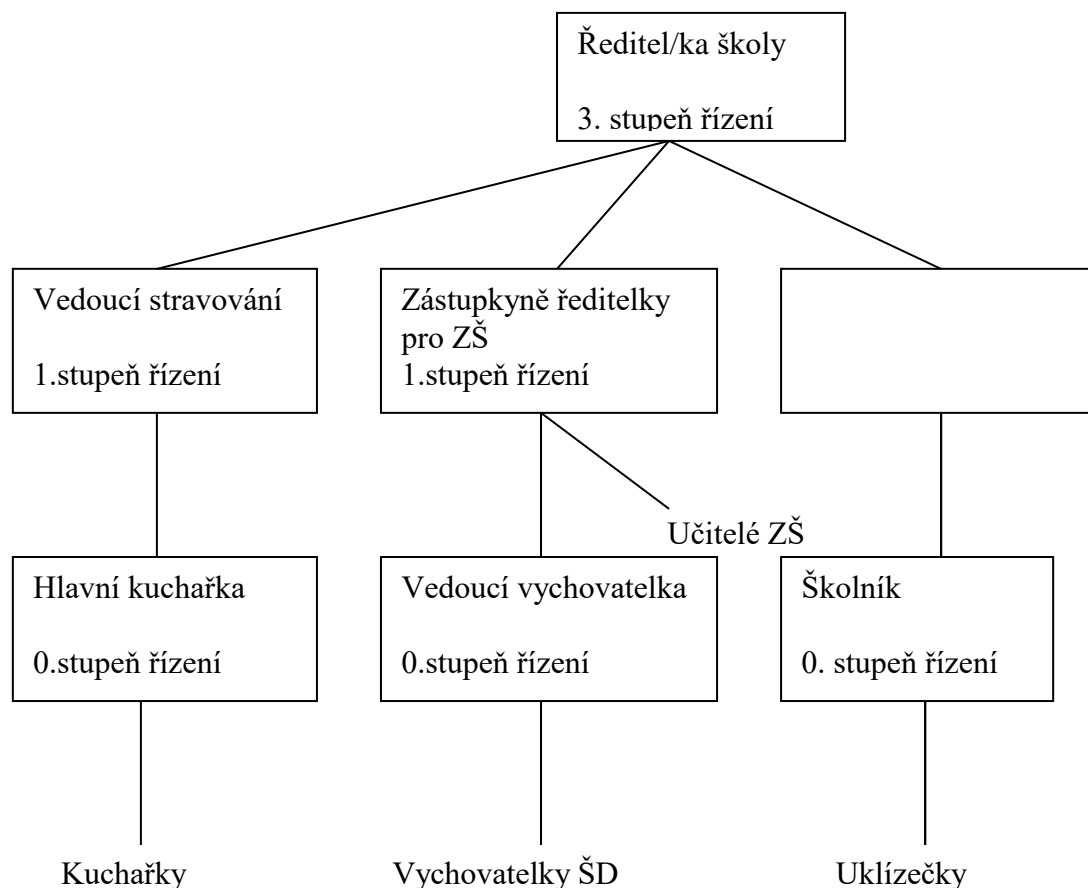 Ředitel/ka školy
3. stupeň řízení
Vedoucí stravování
1.stupeň řízení
Zástupkyně ředitelky
pro ZŠ
1.stupeň řízení
Učitelé ZŠ
Hlavní kuchařka
0.stupeň řízení
Vedoucí vychovatelka
0.stupeň řízení
Školník
0. stupeň řízení
Kuchařky
Vychovatelky ŠD
Uklízečky